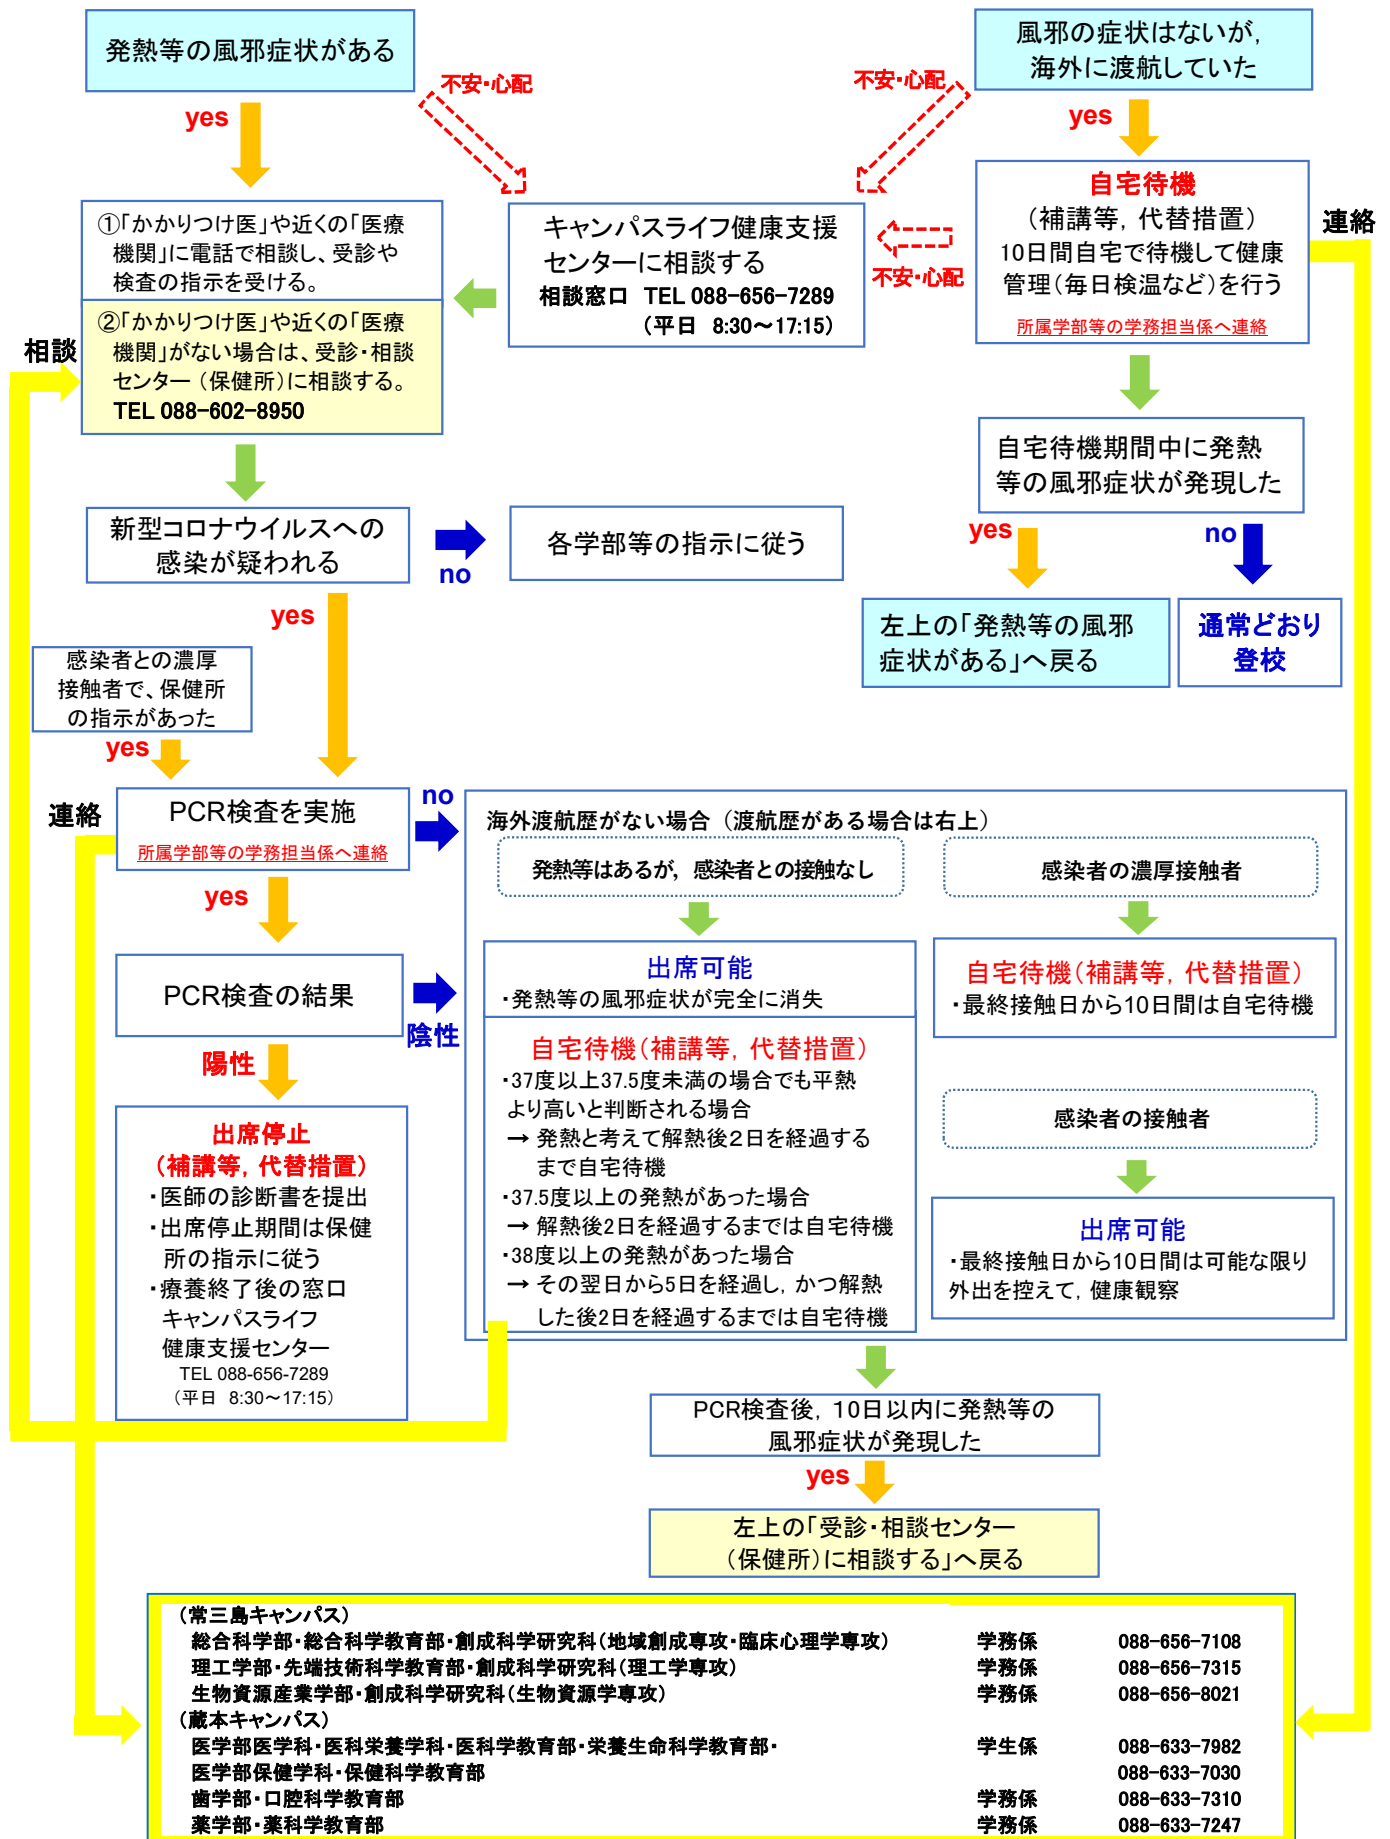 発熱等の風邪症状がある
風邪の症状はないが,
海外に渡航していた
不安・心配
不安・心配
yes
yes
①「かかりつけ医」や近くの「医療
機関」に電話で相談し、受診や
検査の指示を受ける。
②「かかりつけ医」や近くの「医療
機関」がない場合は、受診・相談
センター（保健所）に相談する。
TEL 088-602-8950
相談
キャンパスライフ健康支援
センターに相談する
相談窓口 TEL 088-656-7289
（平日 8:30～17:15）
不安・心配
自宅待機
（補講等, 代替措置）
10日間自宅で待機して健康
管理（毎日検温など）を行う
所属学部等の学務担当係へ連絡
連絡
自宅待機期間中に発熱
等の風邪症状が発現した
yes
no
左上の「発熱等の風邪
症状がある」へ戻る
通常どおり
登校
新型コロナウイルスへの
感染が疑われる
no
各学部等の指示に従う
yes
感染者との濃厚
接触者で、保健所
の指示があった
yes
連絡
PCR検査を実施
所属学部等の学務担当係へ連絡
no
yes
PCR検査の結果
陰性
陽性
出席停止
（補講等, 代替措置）
・医師の診断書を提出
・出席停止期間は保健
所の指示に従う
・療養終了後の窓口
キャンパスライフ
健康支援センター
TEL 088-656-7289
（平日 8:30～17:15）
海外渡航歴がない場合（渡航歴がある場合は右上）
発熱等はあるが, 感染者との接触なし
出席可能
・発熱等の風邪症状が完全に消失
自宅待機（補講等, 代替措置）
・37度以上37.5度未満の場合でも平熱
より高いと判断される場合
→ 発熱と考えて解熱後２日を経過する
まで自宅待機
・37.5度以上の発熱があった場合
→ 解熱後2日を経過するまでは自宅待機
・38度以上の発熱があった場合
→ その翌日から5日を経過し, かつ解熱
した後2日を経過するまでは自宅待機
感染者の濃厚接触者
自宅待機（補講等, 代替措置）
・最終接触日から10日間は自宅待機
感染者の接触者
出席可能
・最終接触日から10日間は可能な限り
外出を控えて, 健康観察
PCR検査後, 10日以内に発熱等の
風邪症状が発現した
yes
左上の「受診・相談センター
（保健所）に相談する」へ戻る
（常三島キャンパス）
総合科学部・総合科学教育部・創成科学研究科（地域創成専攻・臨床心理学専攻） 学務係 088-656-7108
理工学部・先端技術科学教育部・創成科学研究科（理工学専攻） 学務係 088-656-7315
生物資源産業学部・創成科学研究科（生物資源学専攻） 学務係 088-656-8021
（蔵本キャンパス）
医学部医学科・医科栄養学科・医科学教育部・栄養生命科学教育部・ 学生係 088-633-7982
医学部保健学科・保健科学教育部 088-633-7030
歯学部・口腔科学教育部 学務係 088-633-7310
薬学部・薬科学教育部 学務係 088-633-7247